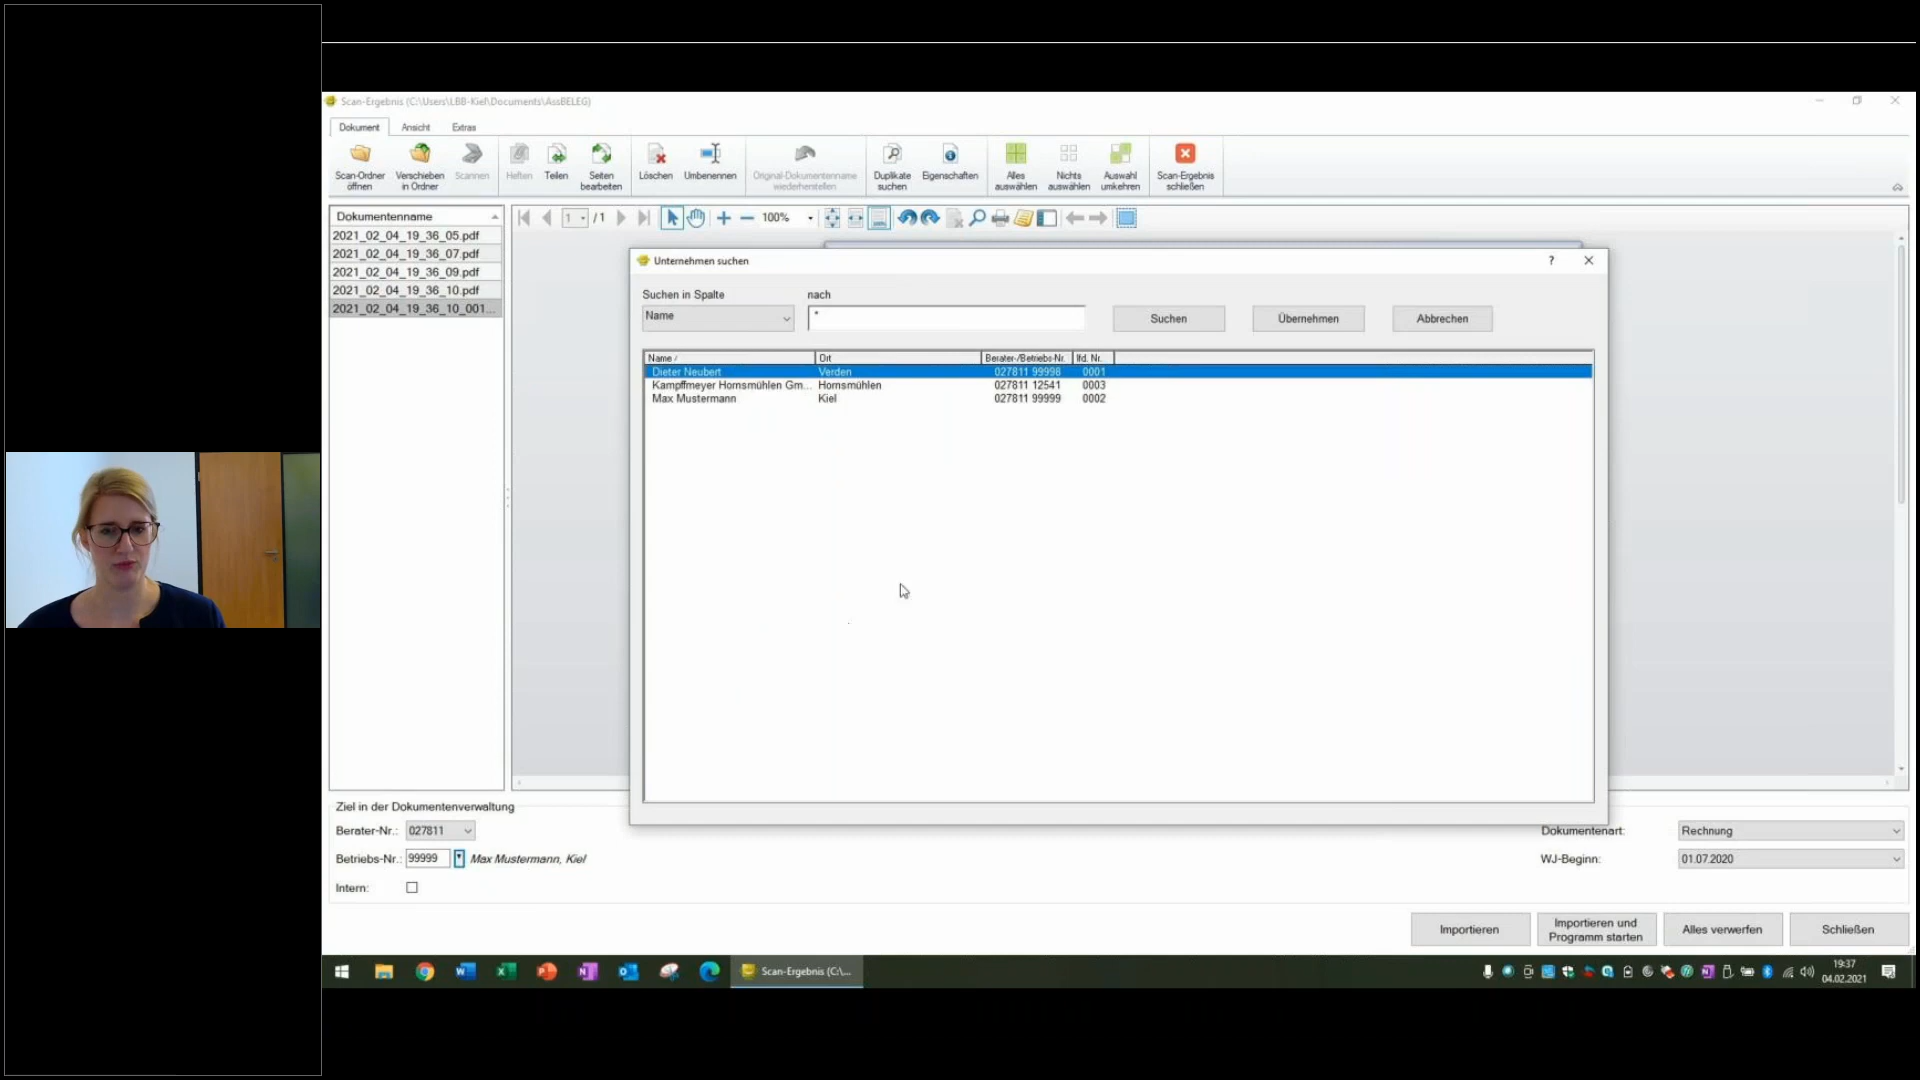 Scan-Ergebnis (C:\Users\LBB-Kiel\Documents\AssBELEG)
Dokument Ansicht Extras
Scan-Ordner öffnen
Verschieben in Ordner
Scannen
Heften
Teilen
Seiten bearbeiten
Löschen
Umbenennen
Original-Dokumentenname wiederherstellen
Duplikate suchen
Eigenschaften
Alles auswählen
Nichts auswählen
Auswahl umkehren
Scan-Ergebnis schließen
Dokumentenname
1 / 1 100%
2021_02_04_19_36_05.pdf
2021_02_04_19_36_07.pdf
2021_02_04_19_36_09.pdf
2021_02_04_19_36_10.pdf
2021_02_04_19_36_10_001...
Unternehmen suchen ?
Suchen in Spalte nach
Name * Suchen Übernehmen Abbrechen
Name Ort Berater-/Betriebs-Nr. lfd. Nr.
Dieter Neubert Verden 027811 99998 0001
Kampffmeyer Hornsmühlen Gm... Hornsmühlen 027811 12541 0003
Max Mustermann Kiel 027811 99999 0002
Ziel in der Dokumentenverwaltung
Berater-Nr.: 027811 Dokumentenart: Rechnung
Betriebs-Nr.: 99999 Max Mustermann, Kiel WJ-Beginn: 01.07.2020
Intern:
Importieren
Importieren und Programm starten
Alles verwerfen
Schließen
Scan-Ergebnis (C:\...
19:37
04.02.2021